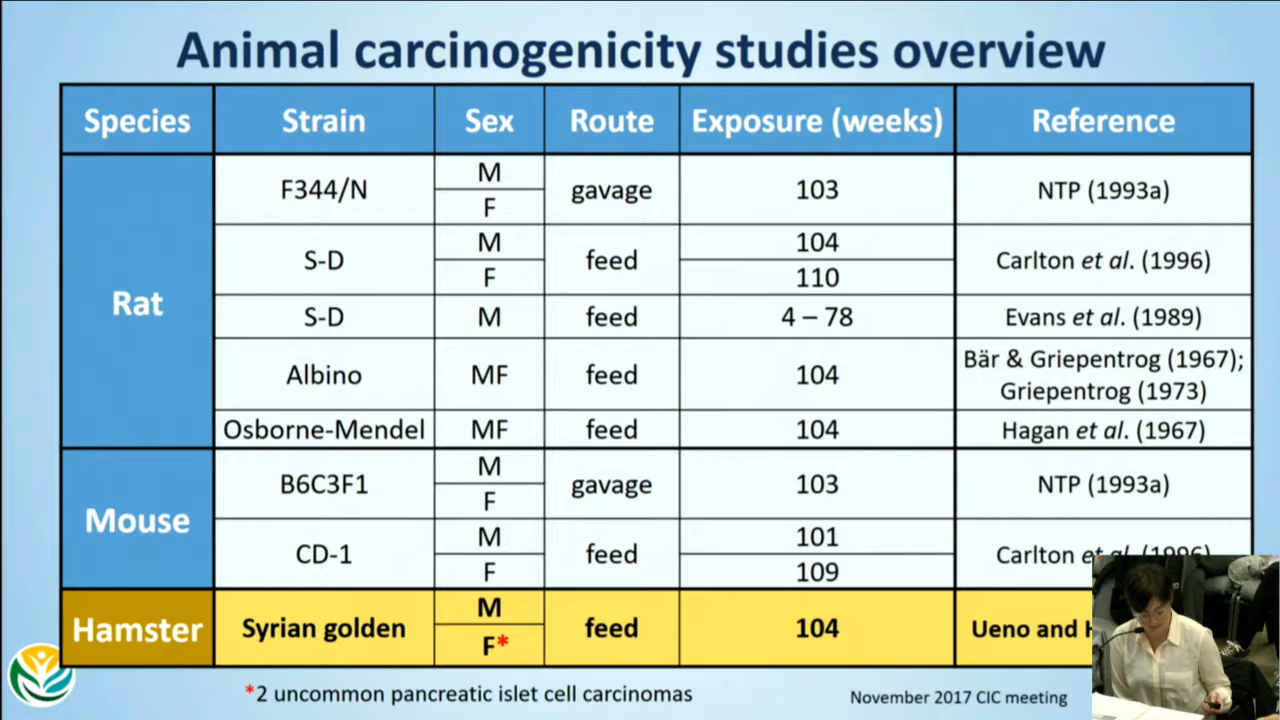 Animal carcinogenicity studies overview
Species Strain Sex Route Exposure (weeks) Reference
Rat
F344/N M F gavage 103 NTP (1993a)
S-D M F feed 104 110 Carlton et al. (1996)
S-D M feed 4 – 78 Evans et al. (1989)
Albino MF feed 104 Bär & Griepentrog (1967);
Griepentrog (1973)
Osborne-Mendel MF feed 104 Hagan et al. (1967)
Mouse
B6C3F1 M F gavage 103 NTP (1993a)
CD-1 M F feed 101 109 Carlton et al. (1996)
Hamster
Syrian golden M F* feed 104 Ueno and
*2 uncommon pancreatic islet cell carcinomas
November 2017 CIC meeting